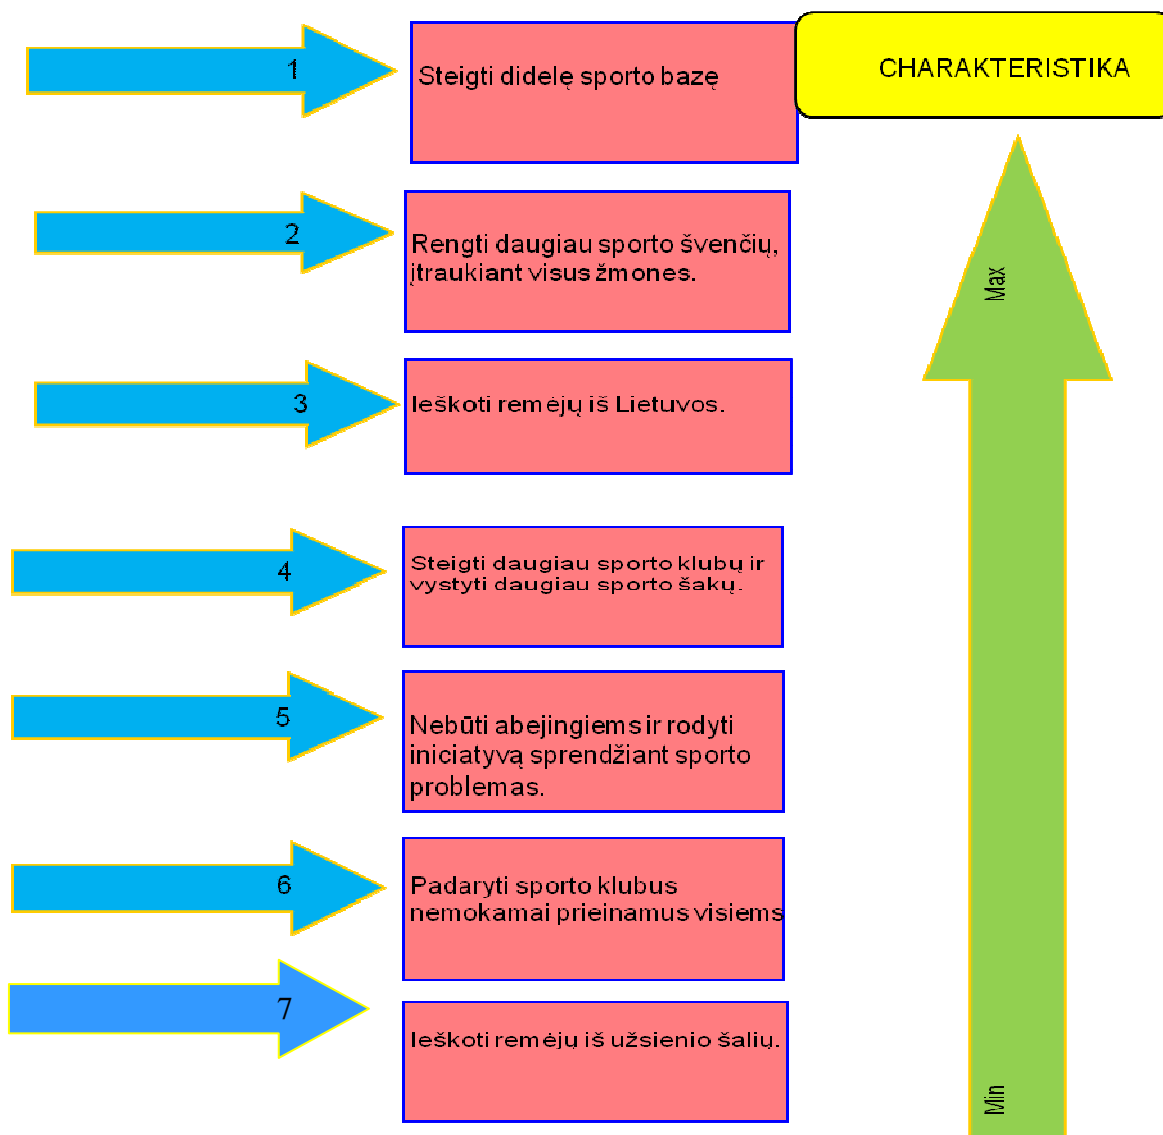 CHARAKTERISTIKA
1
Steigti didelę sporto bazę
2
Rengti daugiau sporto švenčių,
įtraukiant visus žmones.
Max
3
Ieškoti remėjų iš Lietuvos.
4
Steigti daugiau sporto klubų ir
vystyti daugiau sporto šakų.
5
Nebūti abejingiems ir rodyti
iniciatyvą sprendžiant sporto
problemas.
6
Padaryti sporto klubus
nemokamai prieinamus visiems
7
Ieškoti remėjų iš užsienio šalių.
Min